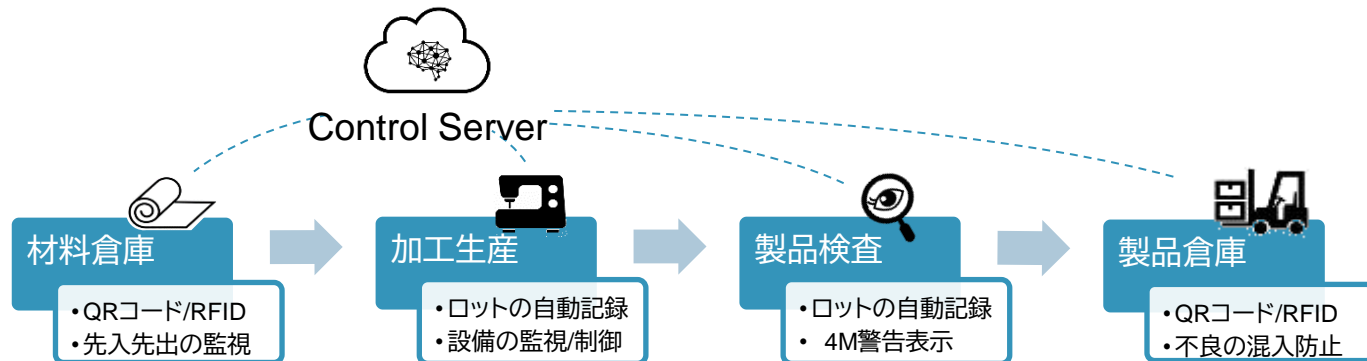 Control Server
材料倉庫
・QRコード/RFID
・先入先出の監視
加工生産
・ロットの自動記録
・設備の監視/制御
製品検査
・ロットの自動記録
・ 4M警告表示
製品倉庫
・QRコード/RFID
・不良の混入防止